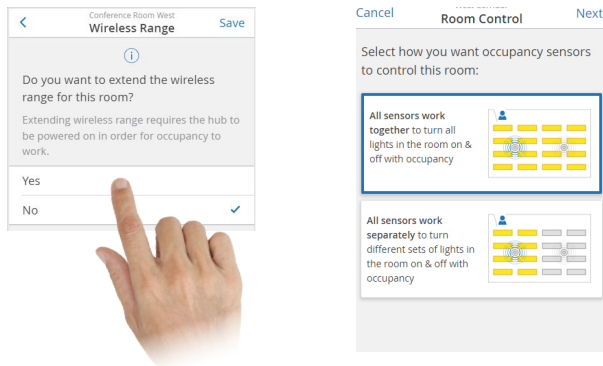 Conference Room West
Wireless Range
Save
Do you want to extend the wireless
range for this room?
Extending wireless range requires the hub to
be powered on in order for occupancy to
work.
Yes
No
Cancel
Room Control
Next
Select how you want occupancy sensors
to control this room:
All sensors work
together to turn all
lights in the room on &
off with occupancy
All sensors work
separately to turn
different sets of lights in
the room on & off with
occupancy